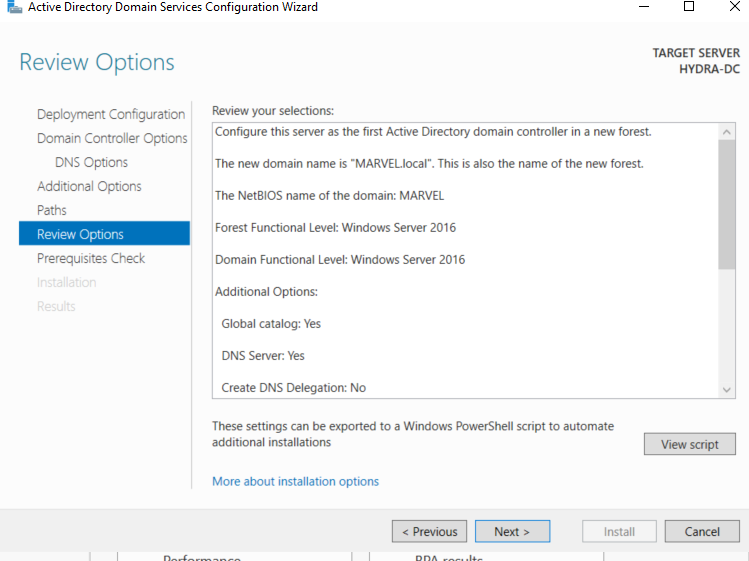 Active Directory Domain Services Configuration Wizard
Review Options
TARGET SERVER
HYDRA-DC
Deployment Configuration
Domain Controller Options
DNS Options
Additional Options
Paths
Review Options
Prerequisites Check
Installation
Results
Review your selections:
Configure this server as the first Active Directory domain controller in a new forest.
The new domain name is "MARVEL.local". This is also the name of the new forest.
The NetBIOS name of the domain: MARVEL
Forest Functional Level: Windows Server 2016
Domain Functional Level: Windows Server 2016
Additional Options:
Global catalog: Yes
DNS Server: Yes
Create DNS Delegation: No
These settings can be exported to a Windows PowerShell script to automate
additional installations
View script
More about installation options
< Previous
Next >
Install
Cancel
Performance
BPA results